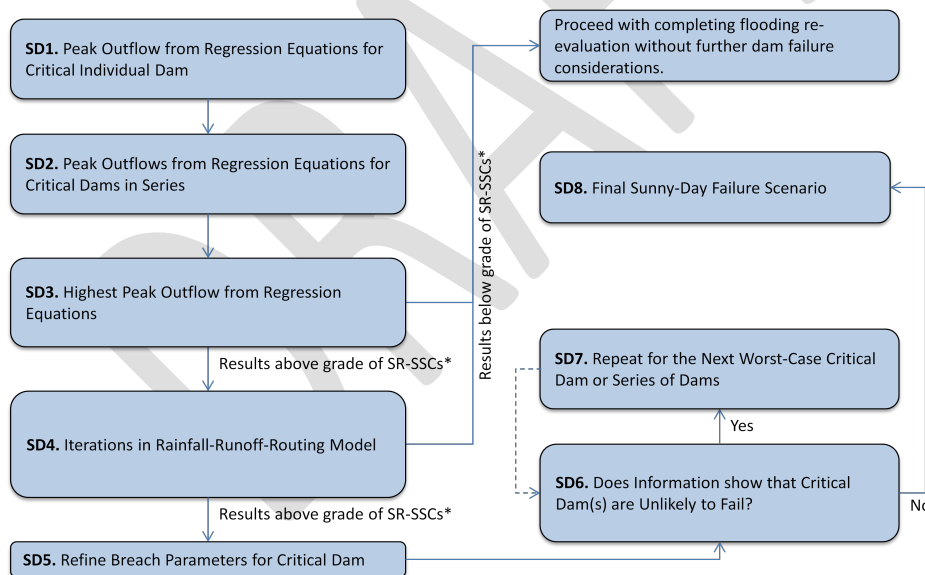 SD1. Peak Outflow from Regression Equations for
Critical Individual Dam
SD2. Peak Outflows from Regression Equations for
Critical Dams in Series
SD3. Highest Peak Outflow from Regression
Equations
Results above grade of SR-SSCs*
SD4. Iterations in Rainfall-Runoff-Routing Model
Results above grade of SR-SSCs*
SD5. Refine Breach Parameters for Critical Dam
Results below grade of SR-SSCs*
Proceed with completing flooding re-
evaluation without further dam failure
considerations.
SD8. Final Sunny-Day Failure Scenario
SD7. Repeat for the Next Worst-Case Critical
Dam or Series of Dams
Yes
SD6. Does Information show that Critical
Dam(s) are Unlikely to Fail?
No